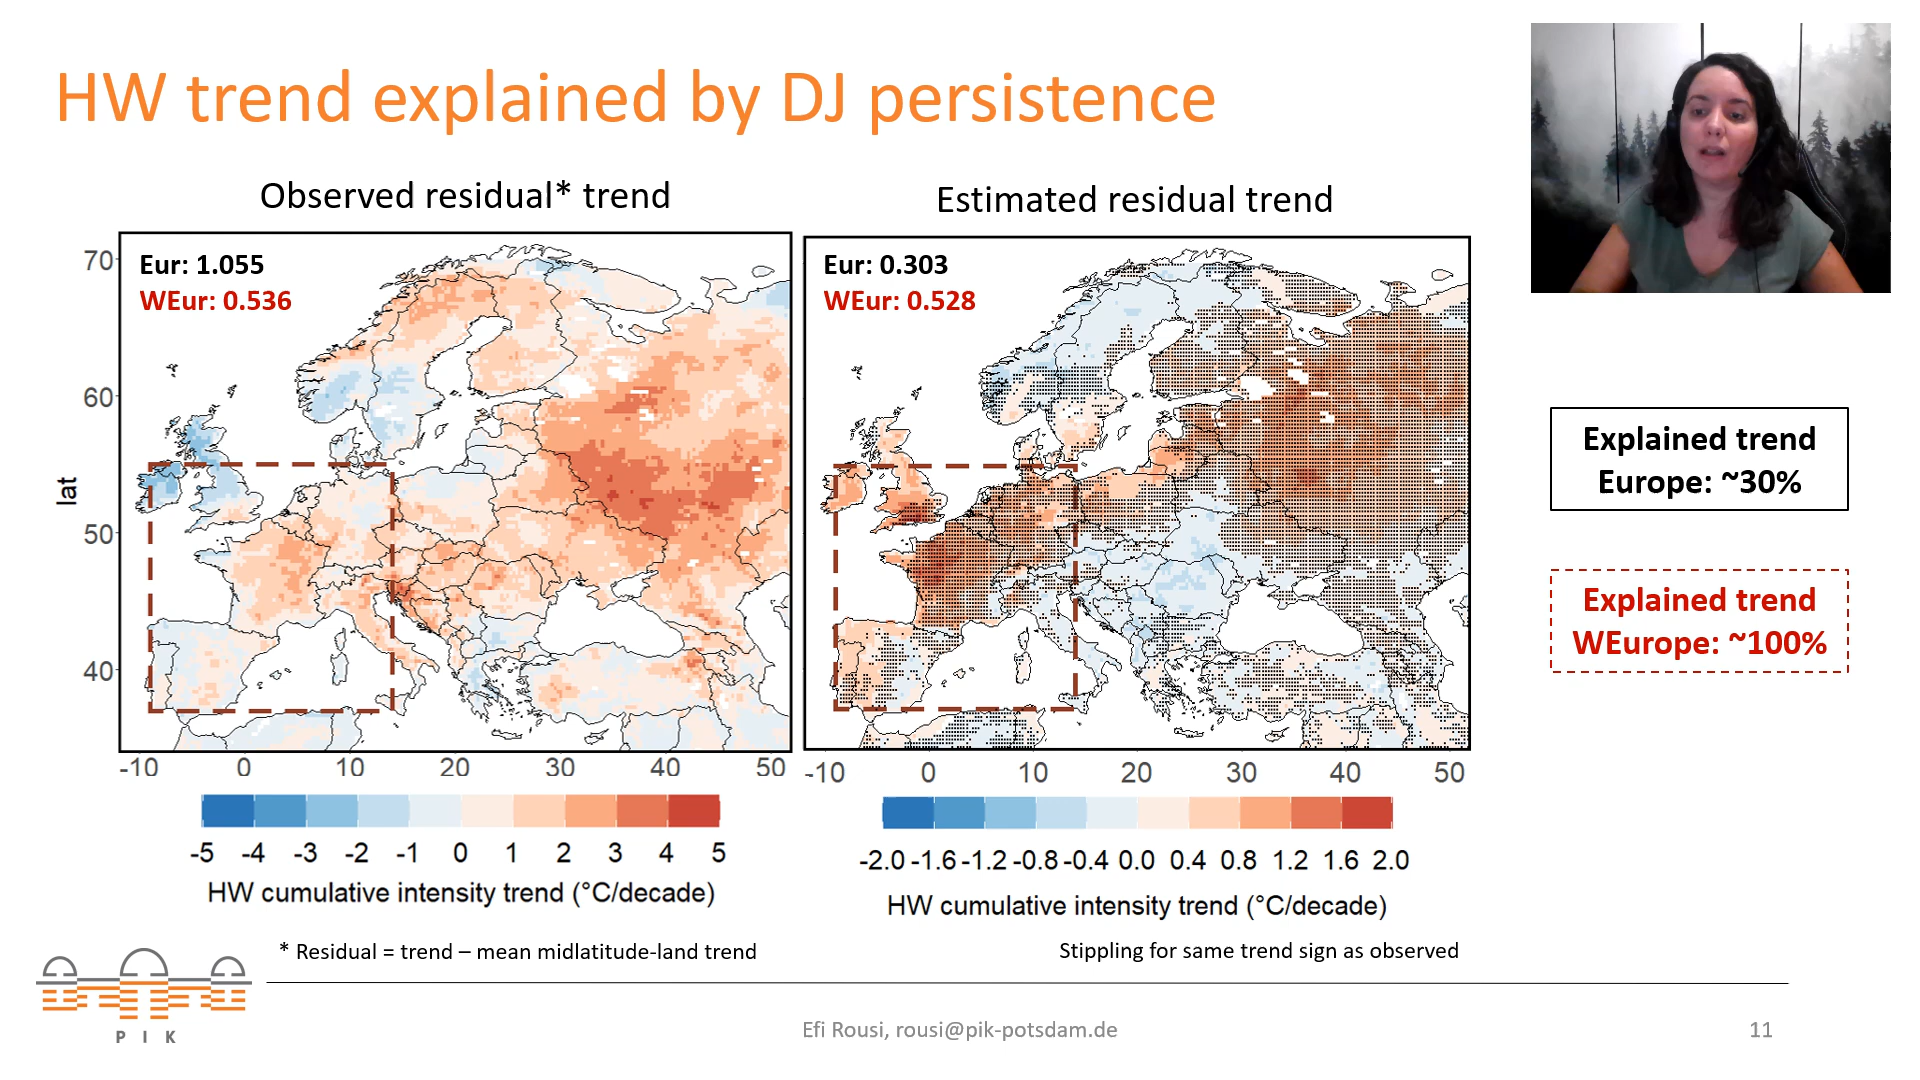 HW trend explained by DJ persistence
Observed residual* trend
Estimated residual trend
Eur: 1.055
WEur: 0.536
Eur: 0.303
WEur: 0.528
lat
70
60
50
40
-10 0 10 20 30 40 50
-10 0 10 20 30 40 50
-5 -4 -3 -2 -1 0 1 2 3 4 5
HW cumulative intensity trend (°C/decade)
-2.0 -1.6 -1.2 -0.8 -0.4 0.0 0.4 0.8 1.2 1.6 2.0
HW cumulative intensity trend (°C/decade)
Explained trend
Europe: ~30%
Explained trend
WEurope: ~100%
* Residual = trend – mean midlatitude-land trend
Stippling for same trend sign as observed
P I K
Efi Rousi, rousi@pik-potsdam.de
11